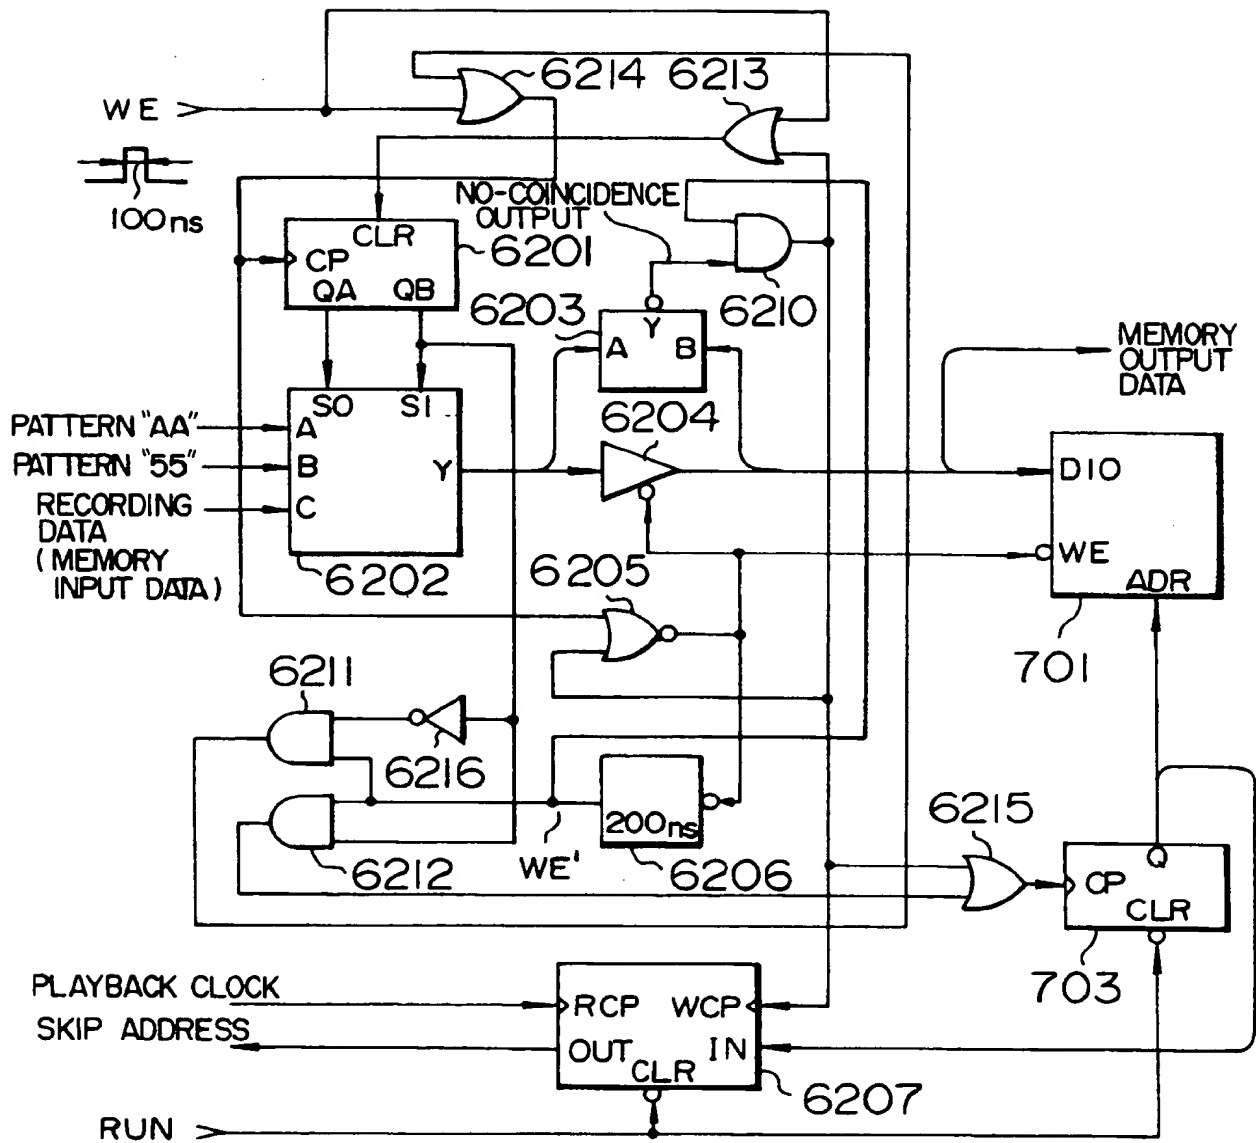 6214 6213
WE
100ns
NO-COINCIDENCE
OUTPUT
CLR
CP
QA QB
6201
6210
6203
Y
A B
MEMORY
OUTPUT
DATA
S0 S1
PATTERN "AA"
A
PATTERN "55"
B
Y
RECORDING
DATA
(MEMORY
INPUT DATA)
C
6204
DIO
WE
ADR
6202
6205
701
6211
6216
200ns
6215
6212
WE'
6206
Q
CP
CLR
703
PLAYBACK CLOCK
RCP WCP
SKIP ADDRESS
OUT IN
CLR
6207
RUN